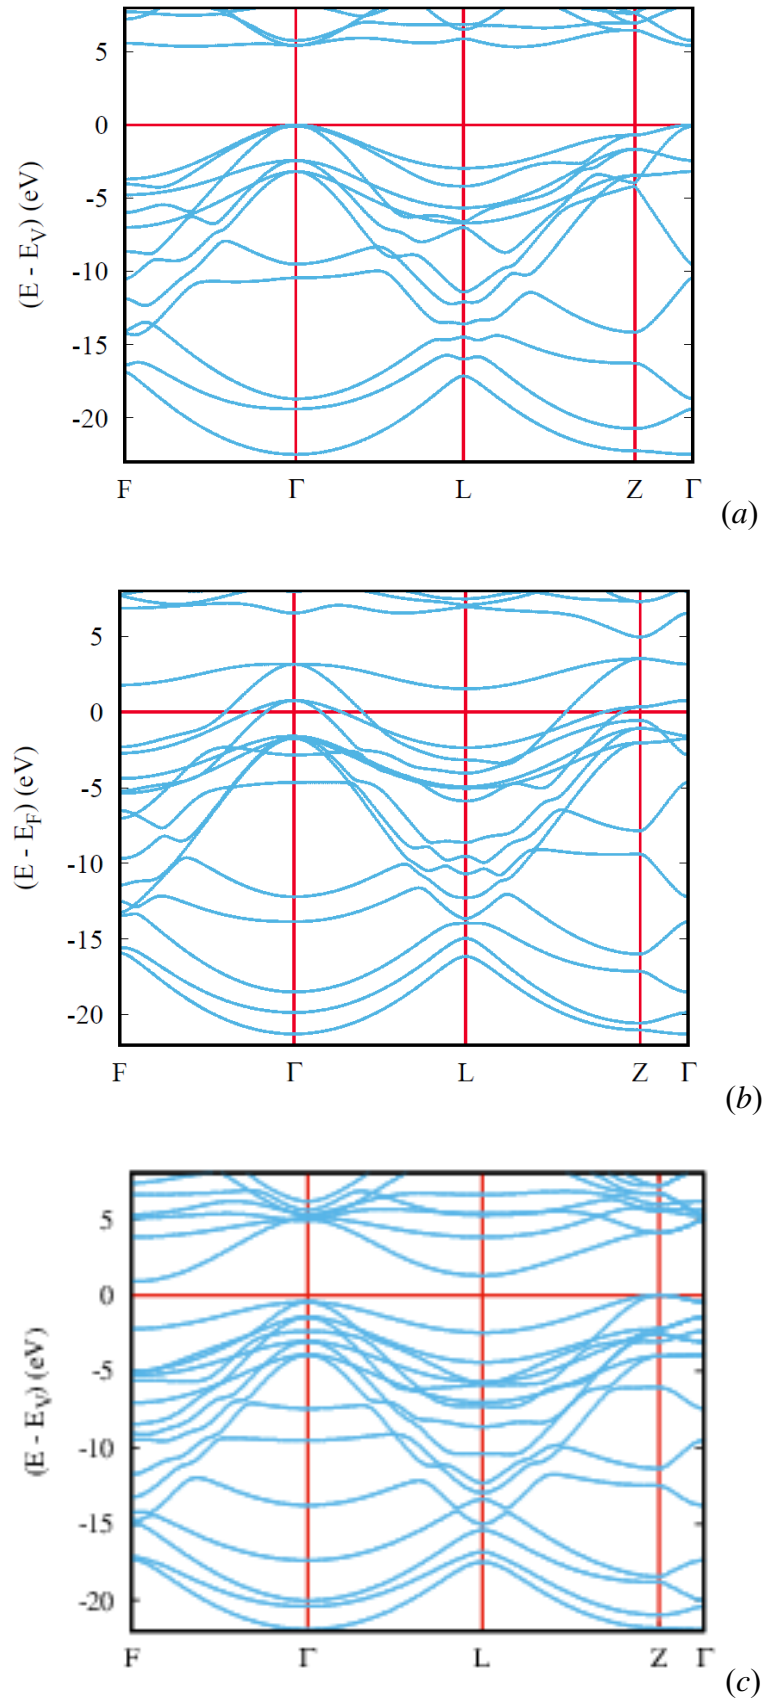 5
0
-5
-10
-15
-20
(E - E_V) (eV)
F Γ L Z Γ
(a)
5
0
-5
-10
-15
-20
(E - E_F) (eV)
F Γ L Z Γ
(b)
5
0
-5
-10
-15
-20
(E - E_V) (eV)
F Γ L Z Γ
(c)